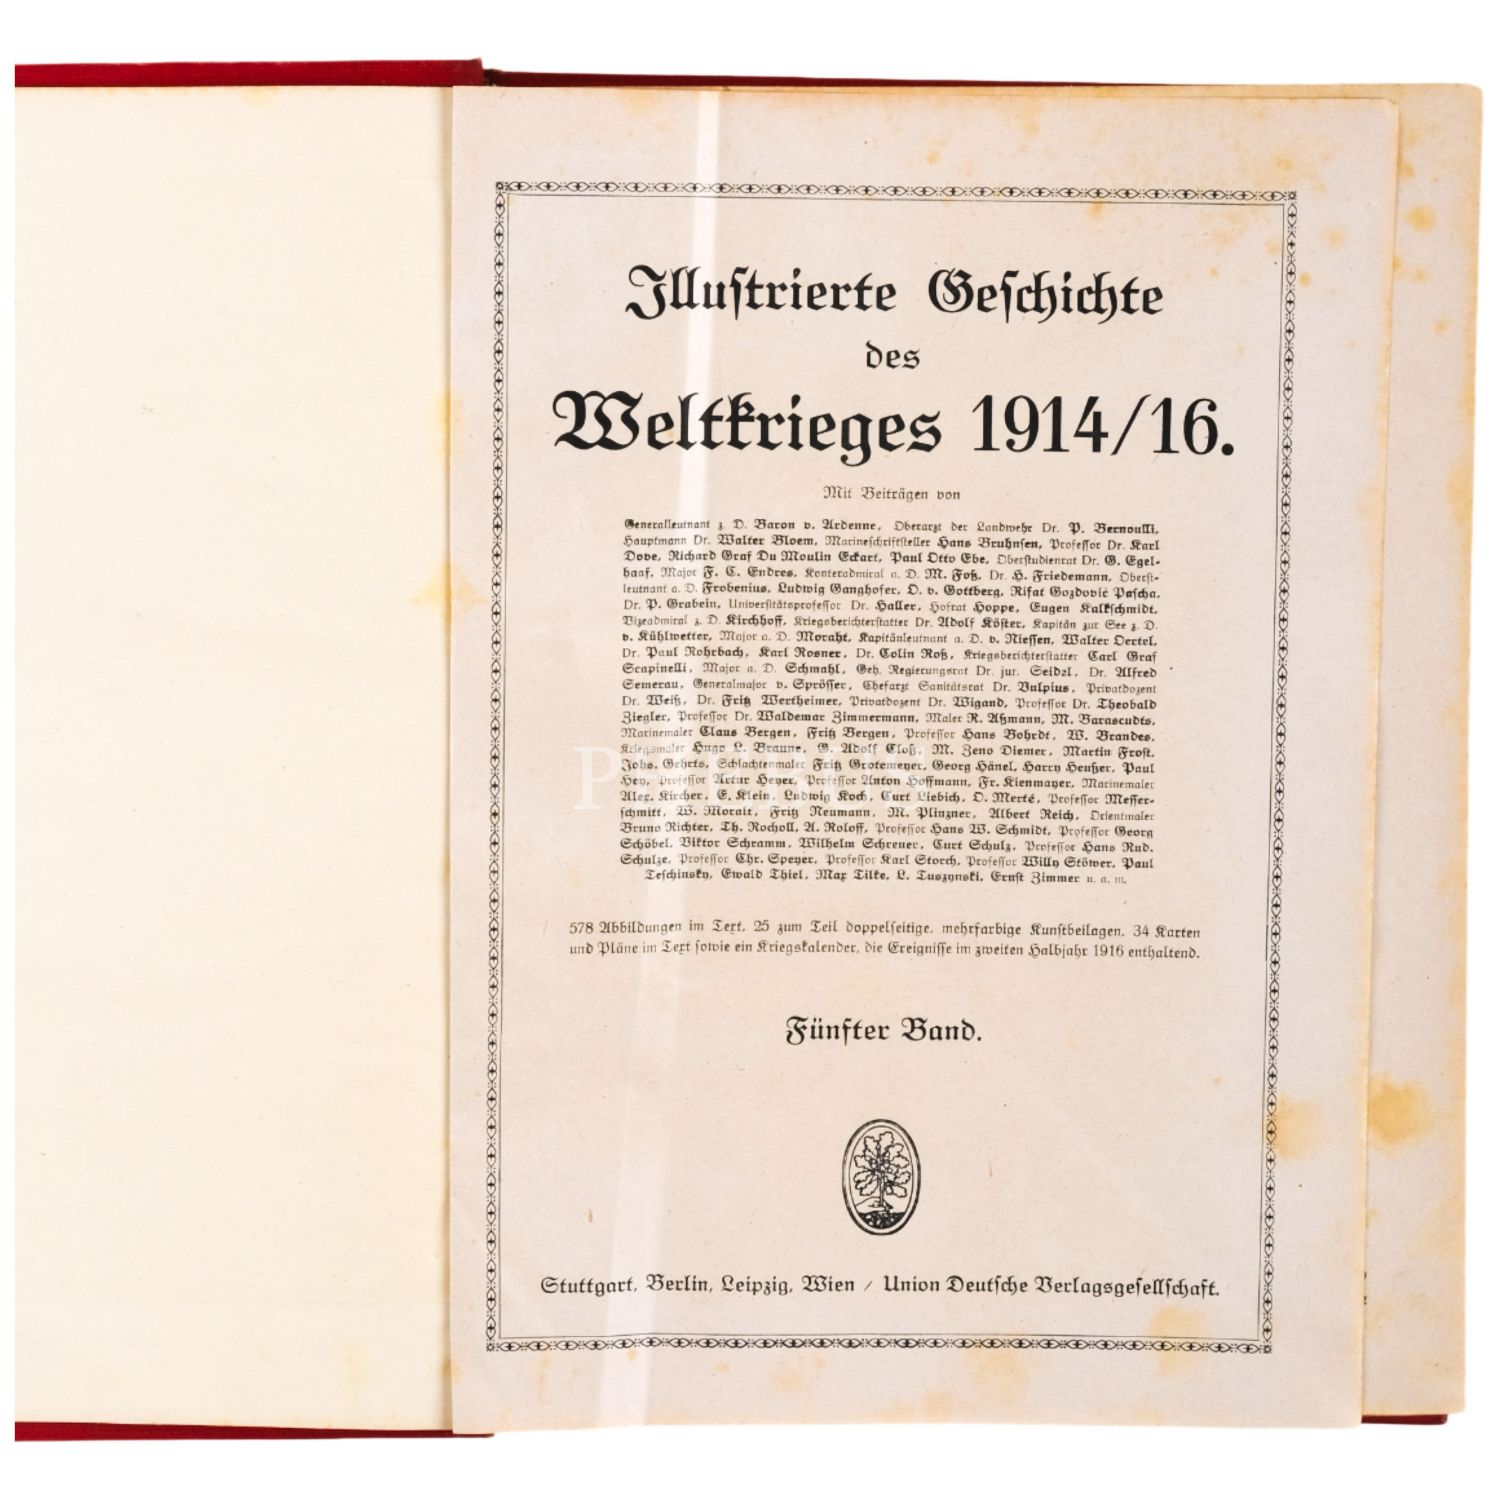 Illustrierte Geschichte
des
Weltkrieges 1914/16.
Mit Beiträgen von
Generalleutnant z. D. Baron v. Ardenne, Oberarzt der Landwehr Dr. P. Bernoulli,
Hauptmann Dr. Walter Bloem, Marineschriftsteller Hans Bruhnsen, Professor Dr. Karl
Dove, Richard Graf Du Moulin Eckart, Paul Otto Ebe, Oberstudienrat Dr. G. Egel-
haaf, Major F. C. Endres, Konteradmiral a. D. M. Foß, Dr. H. Friedemann, Oberst-
leutnant a. D. Frobenius, Ludwig Ganghofer, O. v. Gottberg, Rifat Gozdović Pascha,
Dr. P. Grabein, Universitätsprofessor Dr. Haller, Hofrat Hoppe, Eugen Kalkschmidt,
Vizeadmiral z. D. Kirchhoff, Kriegsberichterstatter Dr. Adolf Köster, Kapitän zur See z. D.
v. Kühlwetter, Major a. D. Moraht, Kapitänleutnant a. D. v. Niessen, Walter Oertel,
Dr. Paul Rohrbach, Karl Rosner, Dr. Colin Roß, Kriegsberichterstatter Carl Graf
Scapinelli, Major a. D. Schmahl, Geh. Regierungsrat Dr. jur. Seidel, Dr. Alfred
Semerau, Generalmajor v. Sprösser, Chefarzt Sanitätsrat Dr. Vulpius, Privatdozent
Dr. Weiß, Dr. Fritz Wertheimer, Privatdozent Dr. Wigand, Professor Dr. Theobald
Ziegler, Professor Dr. Waldemar Zimmermann, Maler R. Aßmann, M. Barascudts,
Marinemaler Claus Bergen, Fritz Bergen, Professor Hans Bohrdt, W. Brandes,
Kriegsmaler Hugo L. Braune, G. Adolf Cloß, M. Zeno Diemer, Martin Frost,
Johs. Gehrts, Schlachtenmaler Fritz Grotemeyer, Georg Hänel, Harry Heußer, Paul
Hey, Professor Artur Heyer, Professor Anton Hoffmann, Fr. Kienmayer, Marinemaler
Alex. Kircher, E. Klein, Ludwig Koch, Curt Liebich, O. Merté, Professor Messer-
schmitt, W. Moralt, Fritz Neumann, M. Plinzner, Albert Reich, Orientmaler
Bruno Richter, Th. Rocholl, A. Roloff, Professor Hans W. Schmidt, Professor Georg
Schöbel, Viktor Schramm, Wilhelm Schreuer, Curt Schulz, Professor Hans Rud.
Schulze, Professor Chr. Speyer, Professor Karl Storch, Professor Willy Stöwer, Paul
Teschinsky, Ewald Thiel, Max Tilke, L. Tuszynski, Ernst Zimmer u. a. m.
578 Abbildungen im Text, 25 zum Teil doppelseitige, mehrfarbige Kunstbeilagen, 34 Karten
und Pläne im Text sowie ein Kriegskalender, die Ereignisse im zweiten Halbjahr 1916 enthaltend.
Fünfter Band.
Stuttgart, Berlin, Leipzig, Wien / Union Deutsche Verlagsgesellschaft.